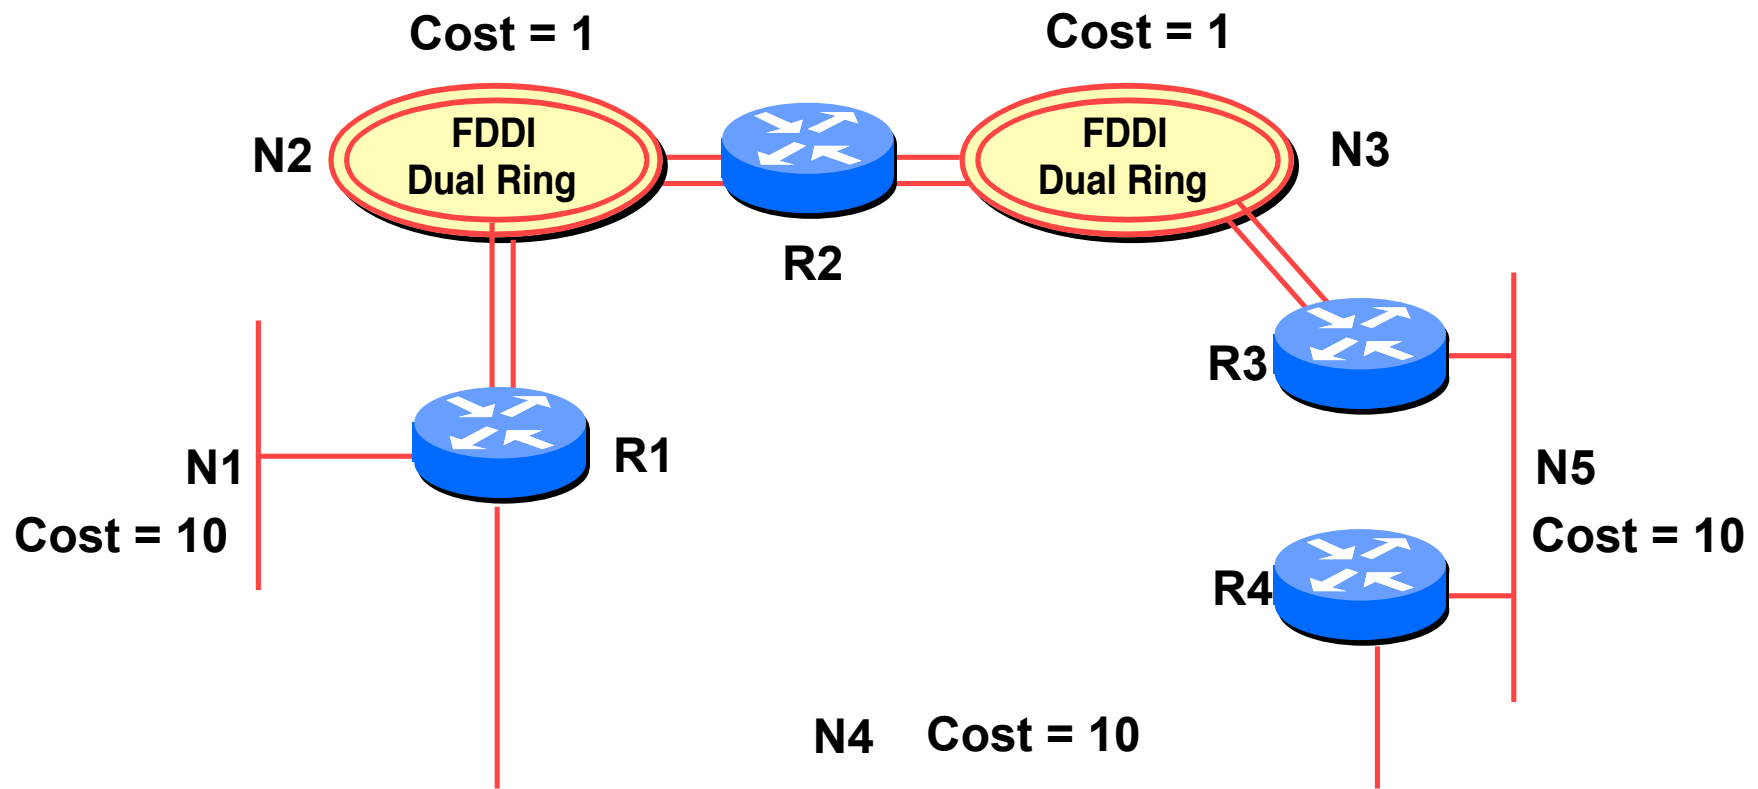 Cost = 1
Cost = 1
N2
FDDI
Dual Ring
FDDI
Dual Ring
N3
R2
R3
N1
R1
N5
Cost = 10
Cost = 10
R4
N4
Cost = 10